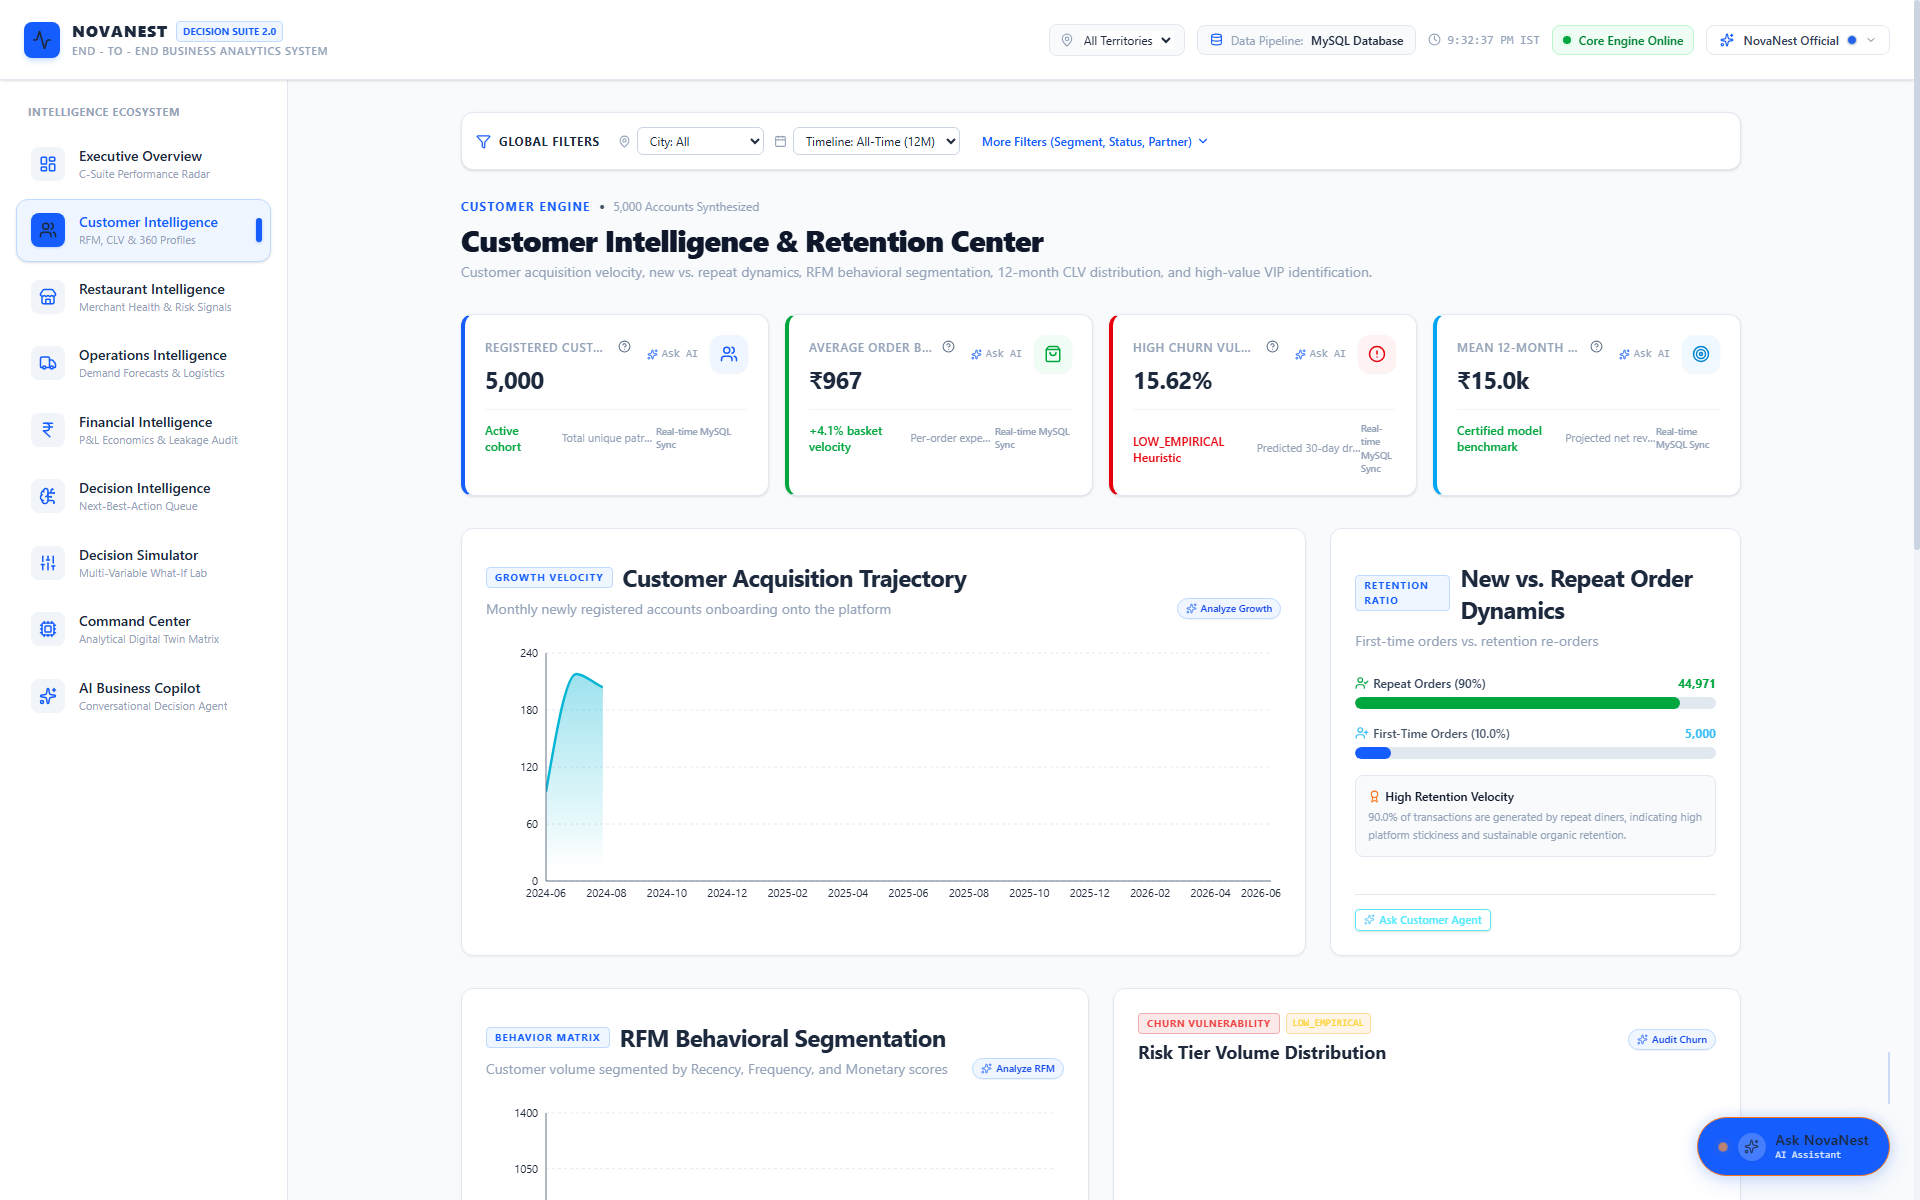 NOVANEST
DECISION SUITE 2.0
END - TO - END BUSINESS ANALYTICS SYSTEM
All Territories
Data Pipeline: MySQL Database
9:32:37 PM IST
Core Engine Online
NovaNest Official
INTELLIGENCE ECOSYSTEM
Executive Overview
C-Suite Performance Radar
Customer Intelligence
RFM, CLV & 360 Profiles
Restaurant Intelligence
Merchant Health & Risk Signals
Operations Intelligence
Demand Forecasts & Logistics
Financial Intelligence
P&L Economics & Leakage Audit
Decision Intelligence
Next-Best-Action Queue
Decision Simulator
Multi-Variable What-If Lab
Command Center
Analytical Digital Twin Matrix
AI Business Copilot
Conversational Decision Agent
GLOBAL FILTERS
City: All
Timeline: All-Time (12M)
More Filters (Segment, Status, Partner)
CUSTOMER ENGINE • 5,000 Accounts Synthesized
Customer Intelligence & Retention Center
Customer acquisition velocity, new vs. repeat dynamics, RFM behavioral segmentation, 12-month CLV distribution, and high-value VIP identification.
REGISTERED CUST...
Ask AI
5,000
Active
cohort
Total unique patr...
Real-time MySQL
Sync
AVERAGE ORDER B...
Ask AI
₹967
+4.1% basket
velocity
Per-order expe...
Real-time MySQL
Sync
HIGH CHURN VUL...
Ask AI
15.62%
LOW_EMPIRICAL
Heuristic
Predicted 30-day dr...
Real-
time
MySQL
Sync
MEAN 12-MONTH ...
Ask AI
₹15.0k
Certified model
benchmark
Projected net rev...
Real-time
MySQL Sync
GROWTH VELOCITY
Customer Acquisition Trajectory
Monthly newly registered accounts onboarding onto the platform
Analyze Growth
240
180
120
60
0
2024-06 2024-08 2024-10 2024-12 2025-02 2025-04 2025-06 2025-08 2025-10 2025-12 2026-02 2026-04 2026-06
RETENTION
RATIO
New vs. Repeat Order
Dynamics
First-time orders vs. retention re-orders
Repeat Orders (90%) 44,971
First-Time Orders (10.0%) 5,000
High Retention Velocity
90.0% of transactions are generated by repeat diners, indicating high
platform stickiness and sustainable organic retention.
Ask Customer Agent
BEHAVIOR MATRIX
RFM Behavioral Segmentation
Customer volume segmented by Recency, Frequency, and Monetary scores
Analyze RFM
1400
1050
CHURN VULNERABILITY
LOW_EMPIRICAL
Risk Tier Volume Distribution
Audit Churn
Ask NovaNest
AI Assistant